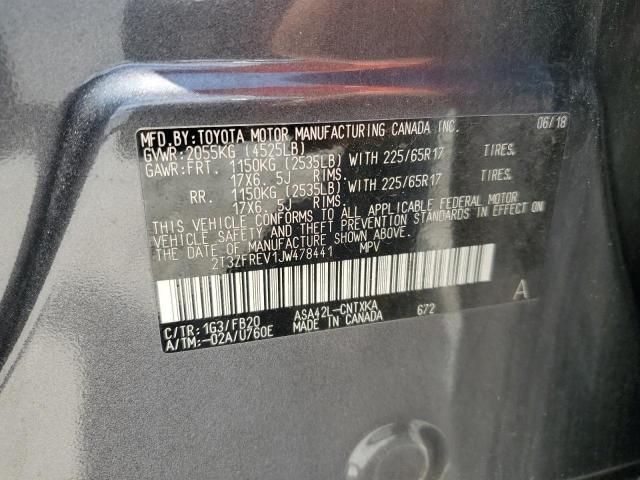 MFD.BY:TOYOTA MOTOR MANUFACTURING CANADA INC. 06/18
GVWR:2055KG (4525LB)
GAWR:FRT. 1150KG (2535LB) WITH 225/65R17 TIRES.
17X6. 5J RIMS.
RR. 1150KG (2535LB) WITH 225/65R17 TIRES.
17X6. 5J RIMS.
THIS VEHICLE CONFORMS TO ALL APPLICABLE FEDERAL MOTOR
VEHICLE SAFETY AND THEFT PREVENTION STANDARDS IN EFFECT ON
THE DATE OF MANUFACTURE SHOWN ABOVE.
2T3ZFREV1JW478441 MPV
A
C/TR: 1G3/FB20 ASA42L-CNTXKA 672
A/TM:-02A/U760E MADE IN CANADA